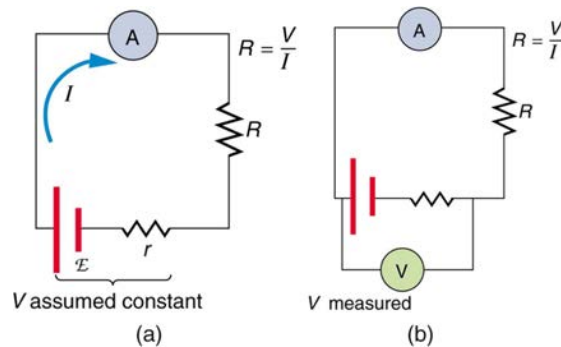 A
R = V/I
I
R
ℰ
r
V assumed constant
(a)
A
R = V/I
R
V
V measured
(b)